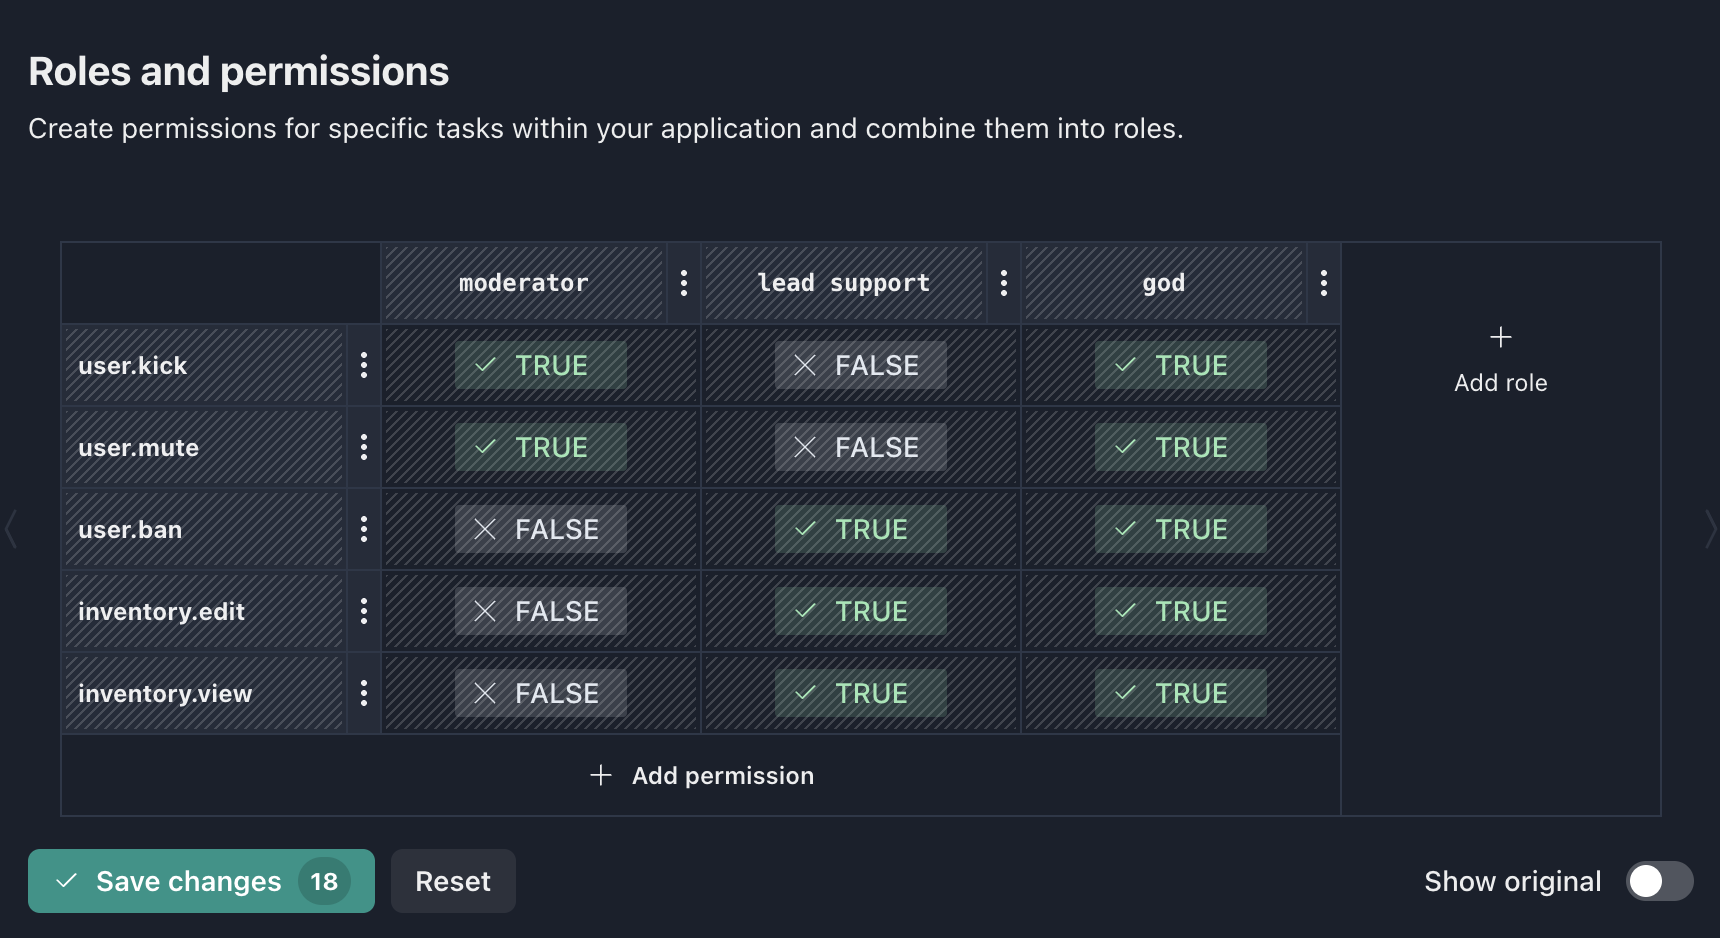 Roles and permissions
Create permissions for specific tasks within your application and combine them into roles.
moderator lead support god
user.kick TRUE FALSE TRUE
Add role
user.mute TRUE FALSE TRUE
user.ban FALSE TRUE TRUE
inventory.edit FALSE TRUE TRUE
inventory.view FALSE TRUE TRUE
Add permission
Save changes 18 Reset Show original